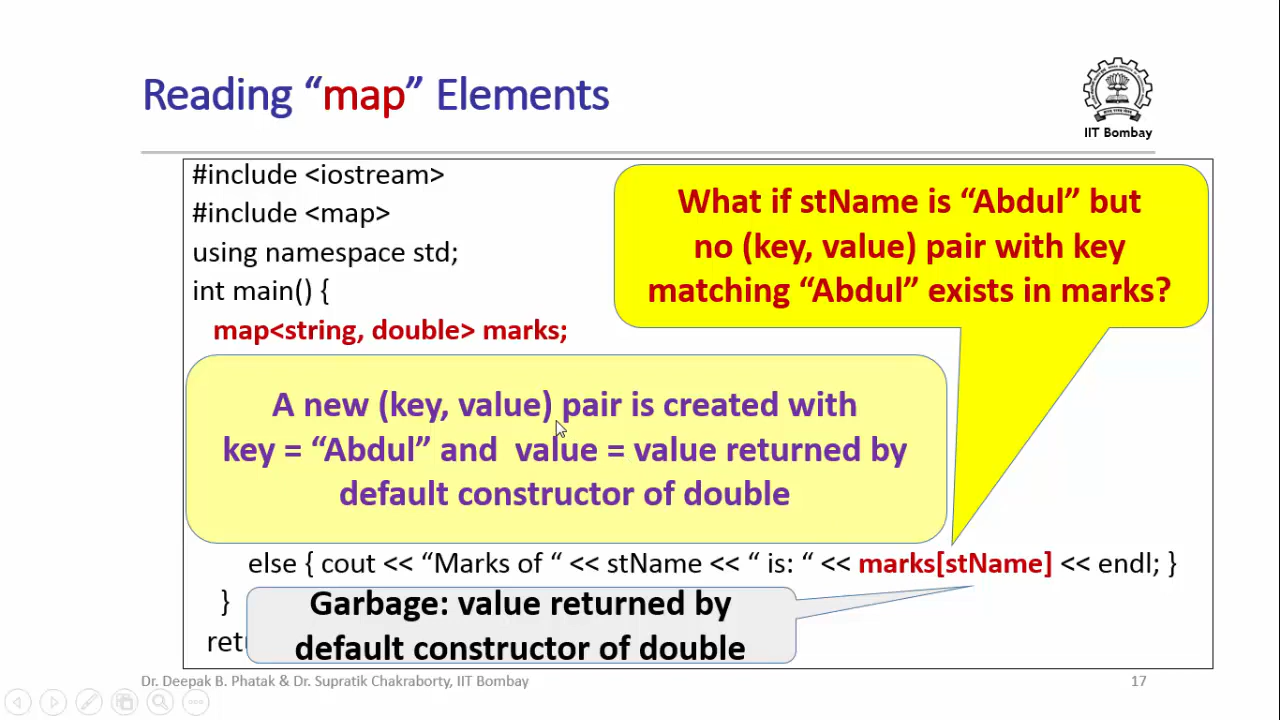 Reading “map” Elements
IIT Bombay
#include <iostream>
#include <map>
using namespace std;
int main() {
map<string, double> marks;
What if stName is “Abdul” but
no (key, value) pair with key
matching “Abdul” exists in marks?
A new (key, value) pair is created with
key = “Abdul” and value = value returned by
default constructor of double
else { cout << “Marks of “ << stName << “ is: “ << marks[stName] << endl; }
}
Garbage: value returned by
default constructor of double
Dr. Deepak B. Phatak & Dr. Supratik Chakraborty, IIT Bombay
17